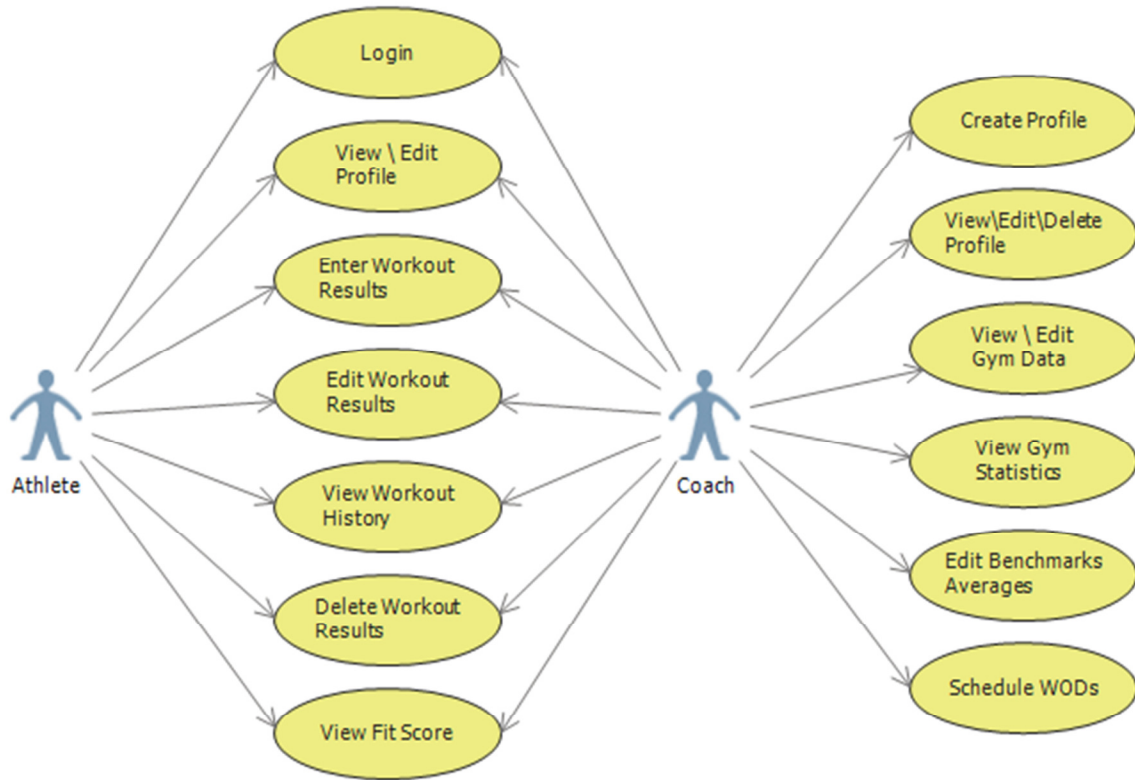 Login
View \ Edit
Profile
Enter Workout
Results
Edit Workout
Results
View Workout
History
Delete Workout
Results
View Fit Score
Athlete
Coach
Create Profile
View\Edit\Delete
Profile
View \ Edit
Gym Data
View Gym
Statistics
Edit Benchmarks
Averages
Schedule WODs